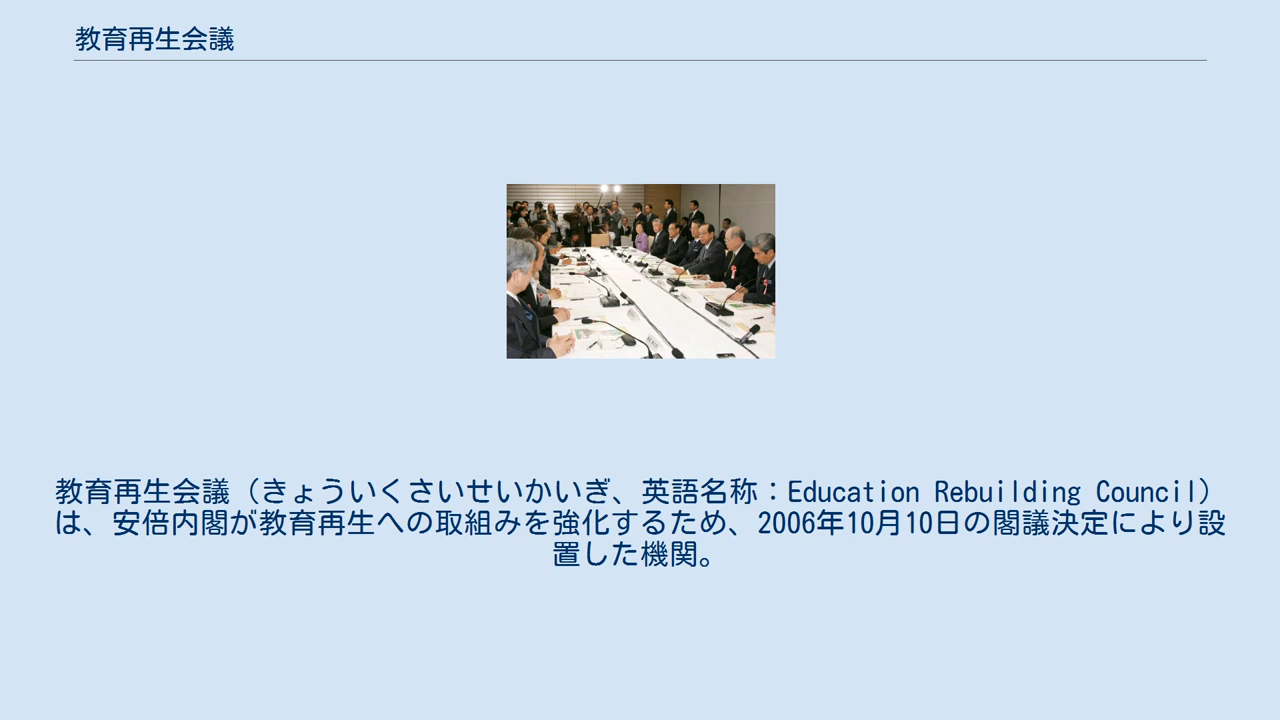 教育再生会議
教育再生会議（きょういくさいせいかいぎ、英語名称：Education Rebuilding Council）
は、安倍内閣が教育再生への取組みを強化するため、2006年10月10日の閣議決定により設
置した機関。